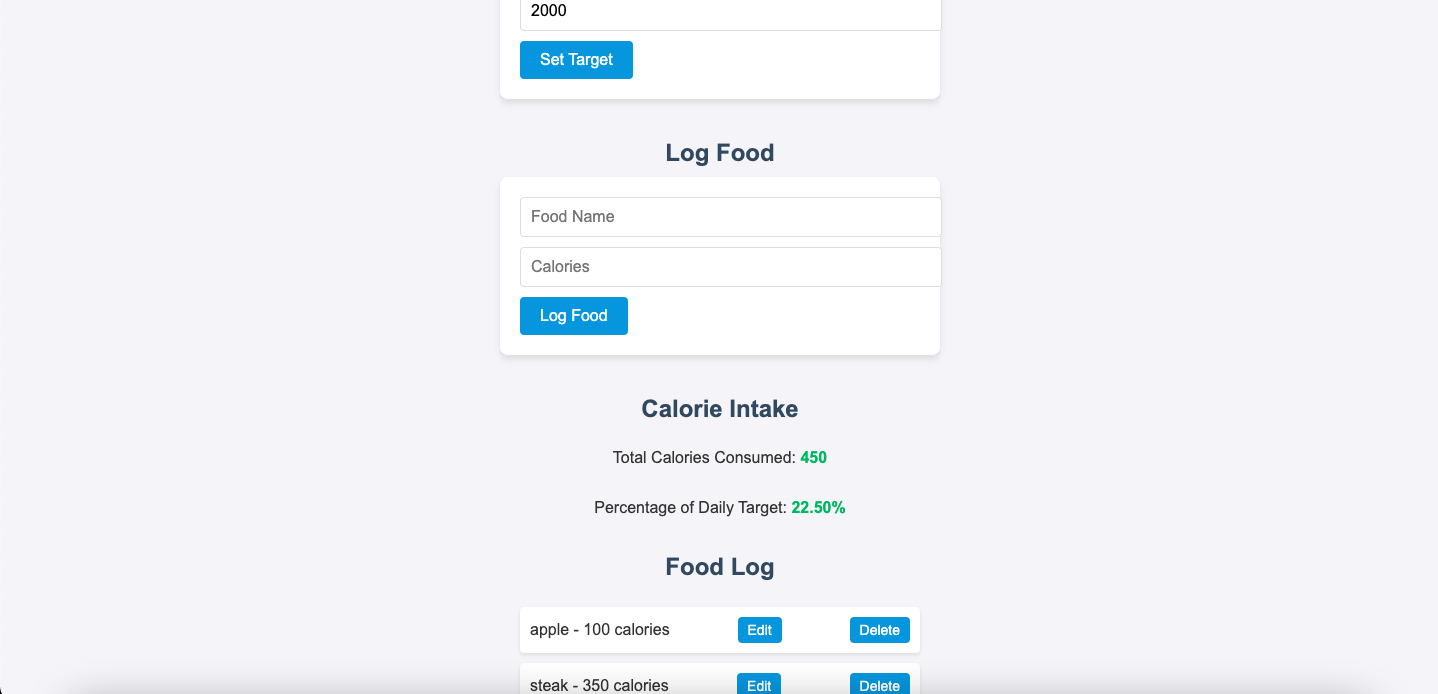 2000
Set Target
Log Food
Food Name
Calories
Log Food
Calorie Intake
Total Calories Consumed: 450
Percentage of Daily Target: 22.50%
Food Log
apple - 100 calories Edit Delete
steak - 350 calories Edit Delete